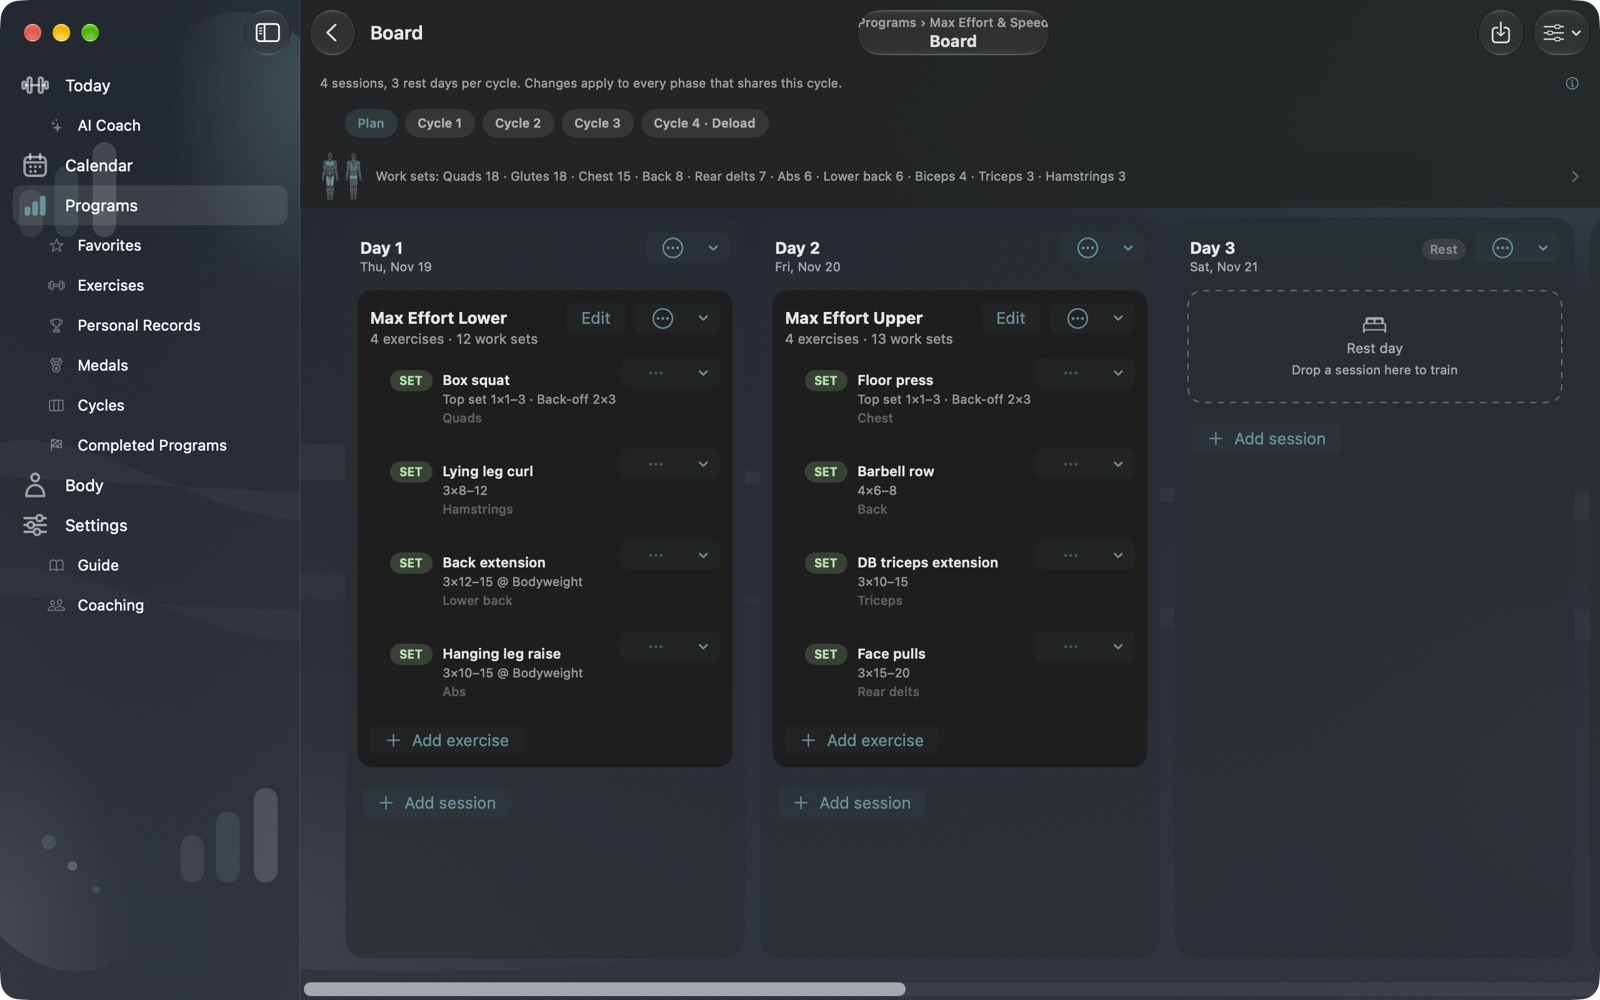 Today
AI Coach
Calendar
Programs
Favorites
Exercises
Personal Records
Medals
Cycles
Completed Programs
Body
Settings
Guide
Coaching
Board
Programs › Max Effort & Speed
Board
4 sessions, 3 rest days per cycle. Changes apply to every phase that shares this cycle.
Plan
Cycle 1
Cycle 2
Cycle 3
Cycle 4 · Deload
Work sets: Quads 18 · Glutes 18 · Chest 15 · Back 8 · Rear delts 7 · Abs 6 · Lower back 6 · Biceps 4 · Triceps 3 · Hamstrings 3
Day 1
Thu, Nov 19
Max Effort Lower
Edit
4 exercises · 12 work sets
SET
Box squat
Top set 1×1–3 · Back-off 2×3
Quads
SET
Lying leg curl
3×8–12
Hamstrings
SET
Back extension
3×12–15 @ Bodyweight
Lower back
SET
Hanging leg raise
3×10–15 @ Bodyweight
Abs
+ Add exercise
+ Add session
Day 2
Fri, Nov 20
Max Effort Upper
Edit
4 exercises · 13 work sets
SET
Floor press
Top set 1×1–3 · Back-off 2×3
Chest
SET
Barbell row
4×6–8
Back
SET
DB triceps extension
3×10–15
Triceps
SET
Face pulls
3×15–20
Rear delts
+ Add exercise
+ Add session
Day 3
Rest
Sat, Nov 21
Rest day
Drop a session here to train
+ Add session